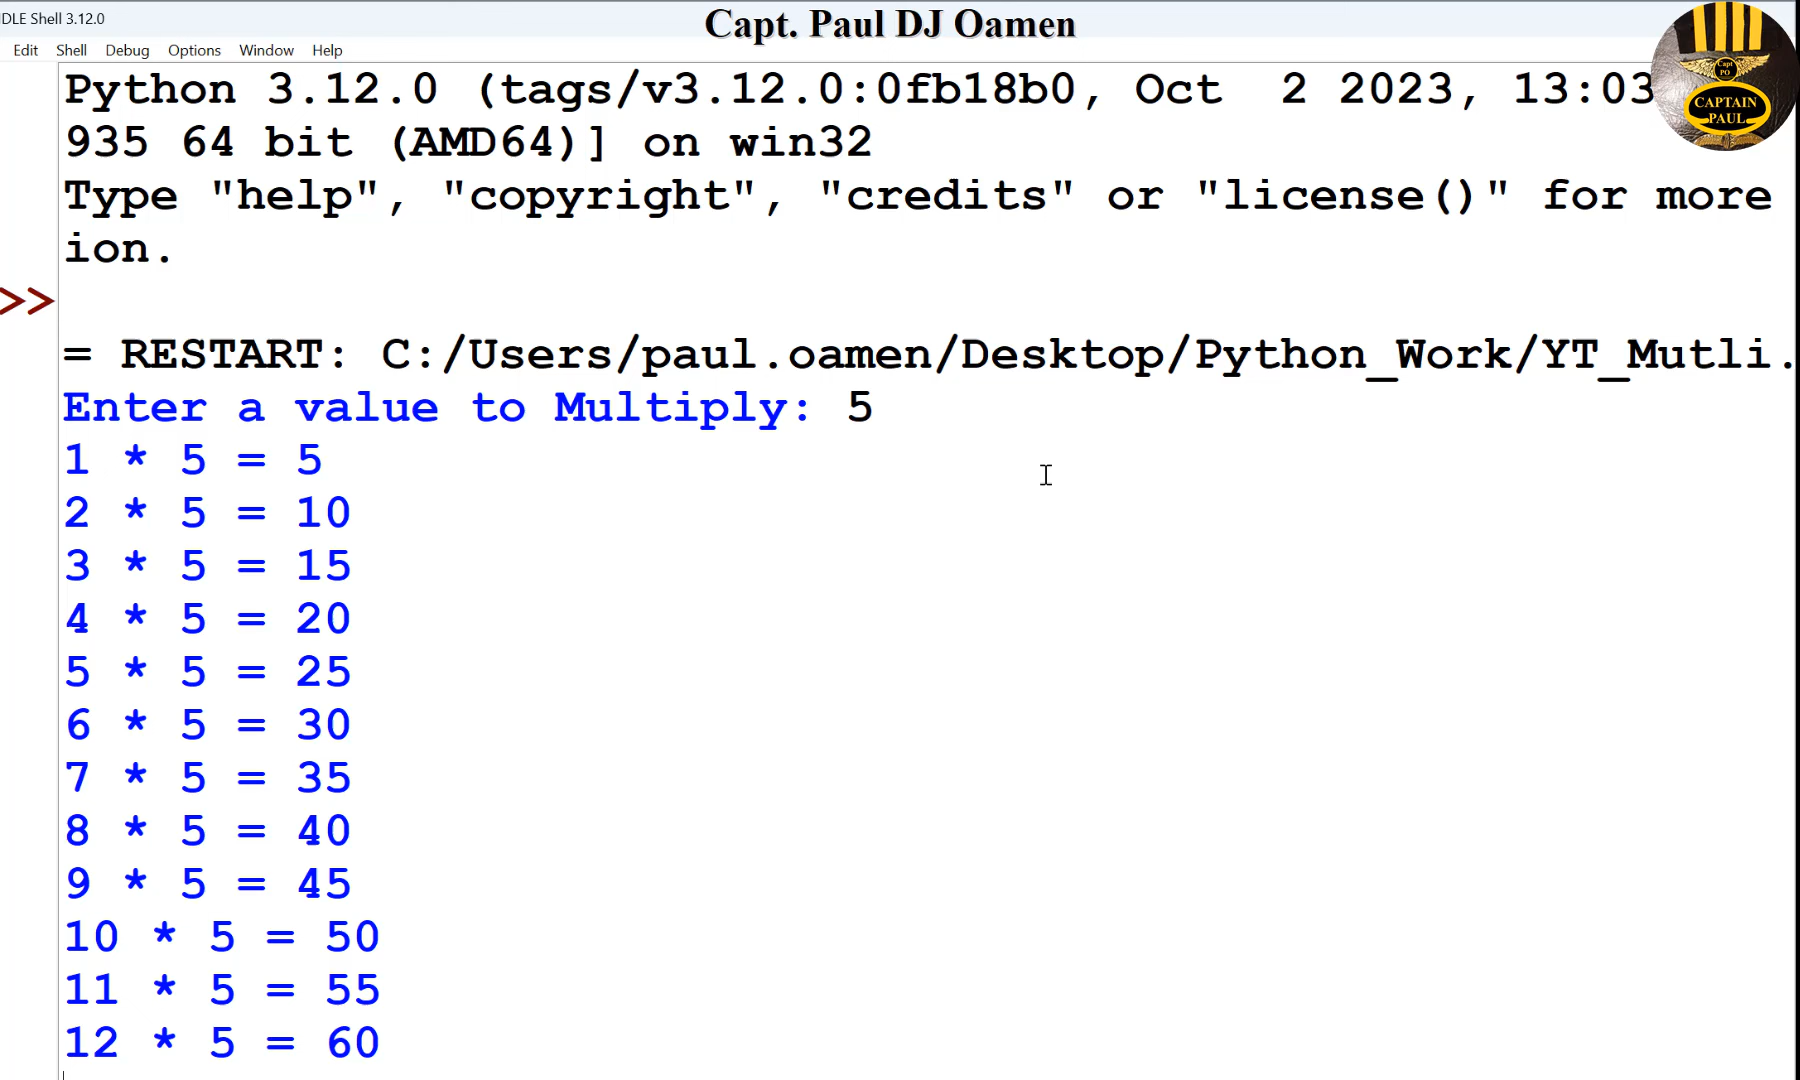 IDLE Shell 3.12.0
Capt. Paul DJ Oamen
Edit Shell Debug Options Window Help
Capt
PO
CAPTAIN
PAUL
Python 3.12.0 (tags/v3.12.0:0fb18b0, Oct  2 2023, 13:03
935 64 bit (AMD64)] on win32
Type "help", "copyright", "credits" or "license()" for more
ion.
>>
= RESTART: C:/Users/paul.oamen/Desktop/Python_Work/YT_Mutli.
Enter a value to Multiply: 5
1 * 5 = 5
2 * 5 = 10
3 * 5 = 15
4 * 5 = 20
5 * 5 = 25
6 * 5 = 30
7 * 5 = 35
8 * 5 = 40
9 * 5 = 45
10 * 5 = 50
11 * 5 = 55
12 * 5 = 60